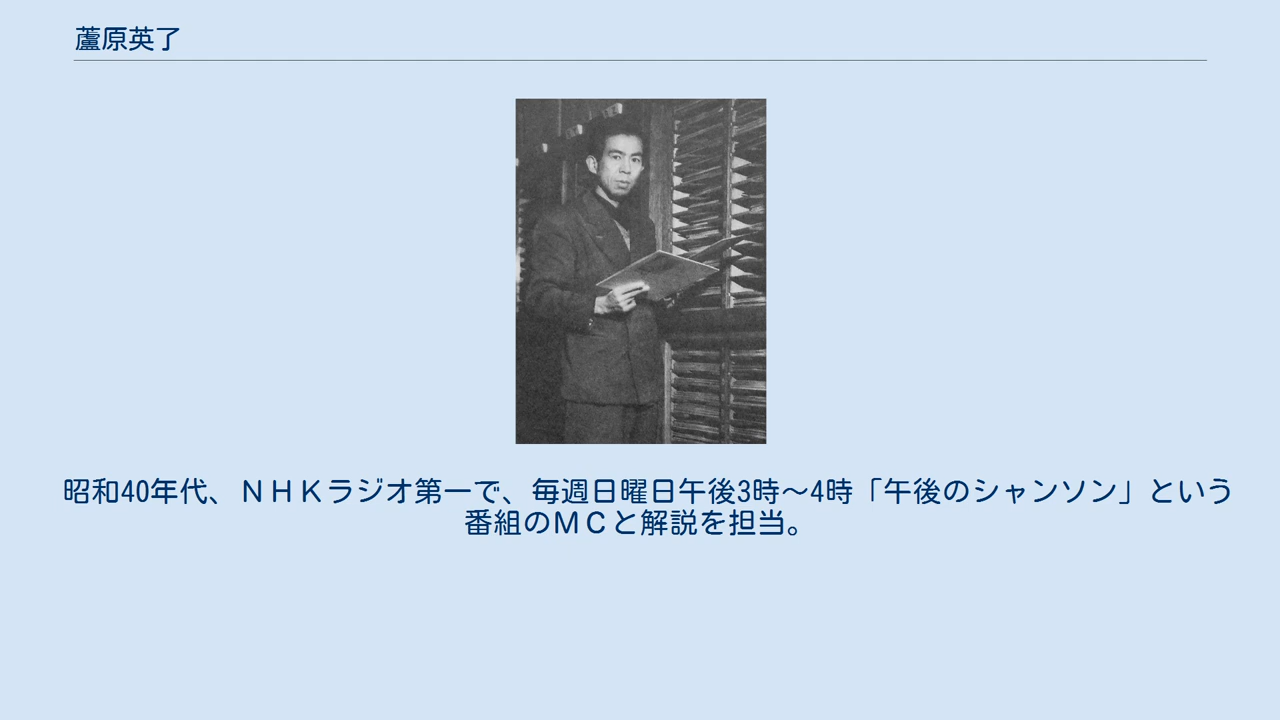 蘆原英了
昭和40年代、ＮＨＫラジオ第一で、毎週日曜日午後3時～4時「午後のシャンソン」という
番組のＭＣと解説を担当。